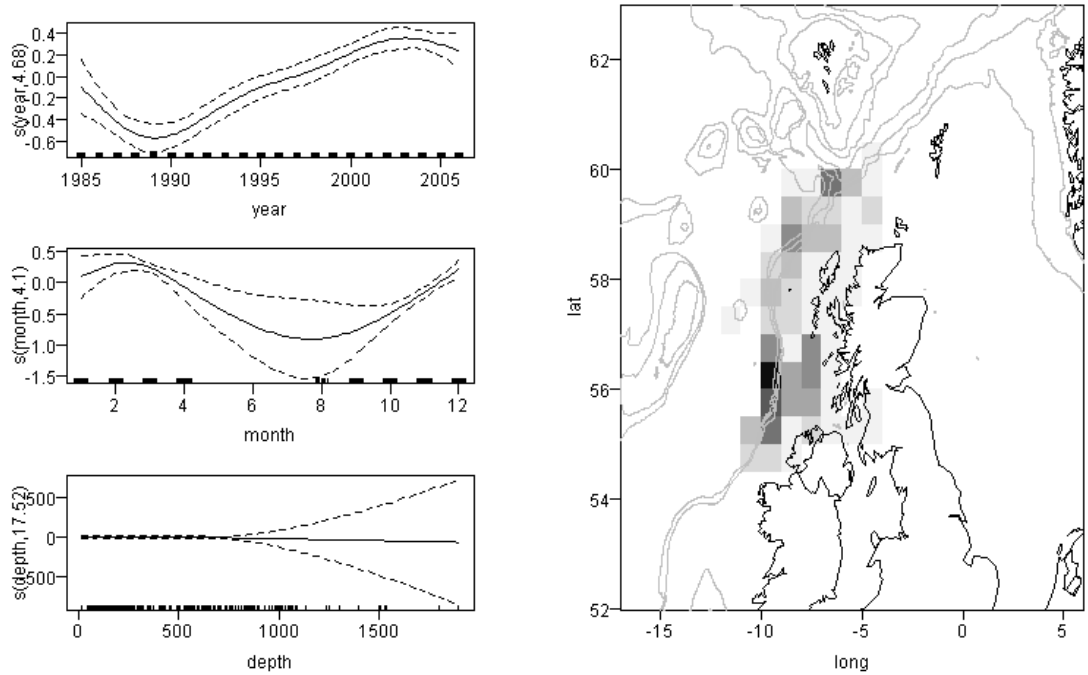 s(year,4.68)
0.4
0.2
0.0
-0.2
-0.4
-0.6
1985 1990 1995 2000 2005
year
s(month,4.1)
0.5
0.0
-0.5
-1.0
-1.5
2 4 6 8 10 12
month
s(depth,17.52)
500
0
-500
0 500 1000 1500
depth
lat
62
60
58
56
54
52
-15 -10 -5 0 5
long